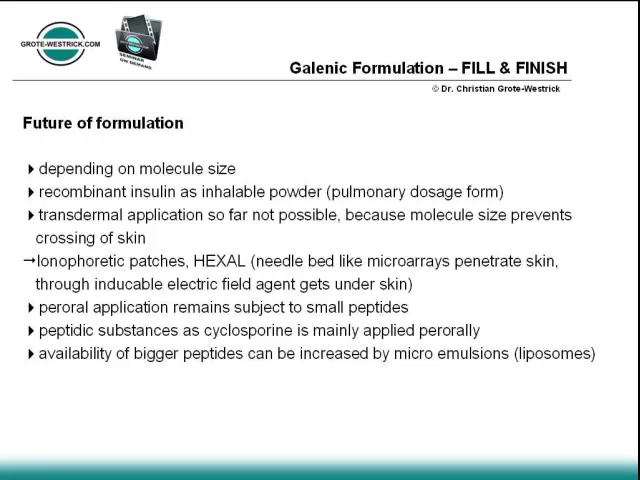 GROTE-WESTRICK.COM
SEMINAR
ON DEMAND
Galenic Formulation – FILL & FINISH
© Dr. Christian Grote-Westrick
Future of formulation
depending on molecule size
recombinant insulin as inhalable powder (pulmonary dosage form)
transdermal application so far not possible, because molecule size prevents
crossing of skin
→Ionophoretic patches, HEXAL (needle bed like microarrays penetrate skin,
through inducable electric field agent gets under skin)
peroral application remains subject to small peptides
peptidic substances as cyclosporine is mainly applied perorally
availability of bigger peptides can be increased by micro emulsions (liposomes)